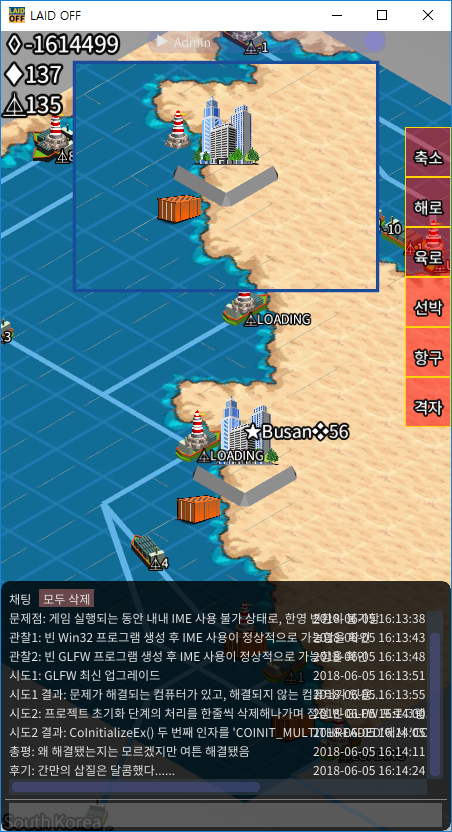 LAID OFF
-1614499
Admin
-1
137
135
8
축소
해로
-10
육로
선박
LOADING
3
항구
격자
Busan 56
LOADING
4
채팅 모두 삭제
문제점: 게임 실행되는 동안 내내 IME 사용 불가 상태로, 한영 2018-06-05 16:13:38
관찰1: 빈 Win32 프로그램 생성 후 IME 사용이 정상적으로 2018-06-05 16:13:43
관찰2: 빈 GLFW 프로그램 생성 후 IME 사용이 정상적으로 2018-06-05 16:13:48
-1
시도1: GLFW 최신 업그레이드 2018-06-05 16:13:51
시도1 결과: 문제가 해결되는 컴퓨터가 있고, 해결되지 않는 2018-06-05 16:13:55
시도2: 프로젝트 초기화 단계의 처리를 한줄씩 삭제해나가며
시도2 결과: CoInitializeEx() 두 번째 인자를 'COINIT_
총평: 왜 해결됐는지는 모르겠지만 여튼 해결됐음 2018-06-05 16:14:11
후기: 간만의 삽질은 달콤했다...... 2018-06-05 16:14:24
South Korea